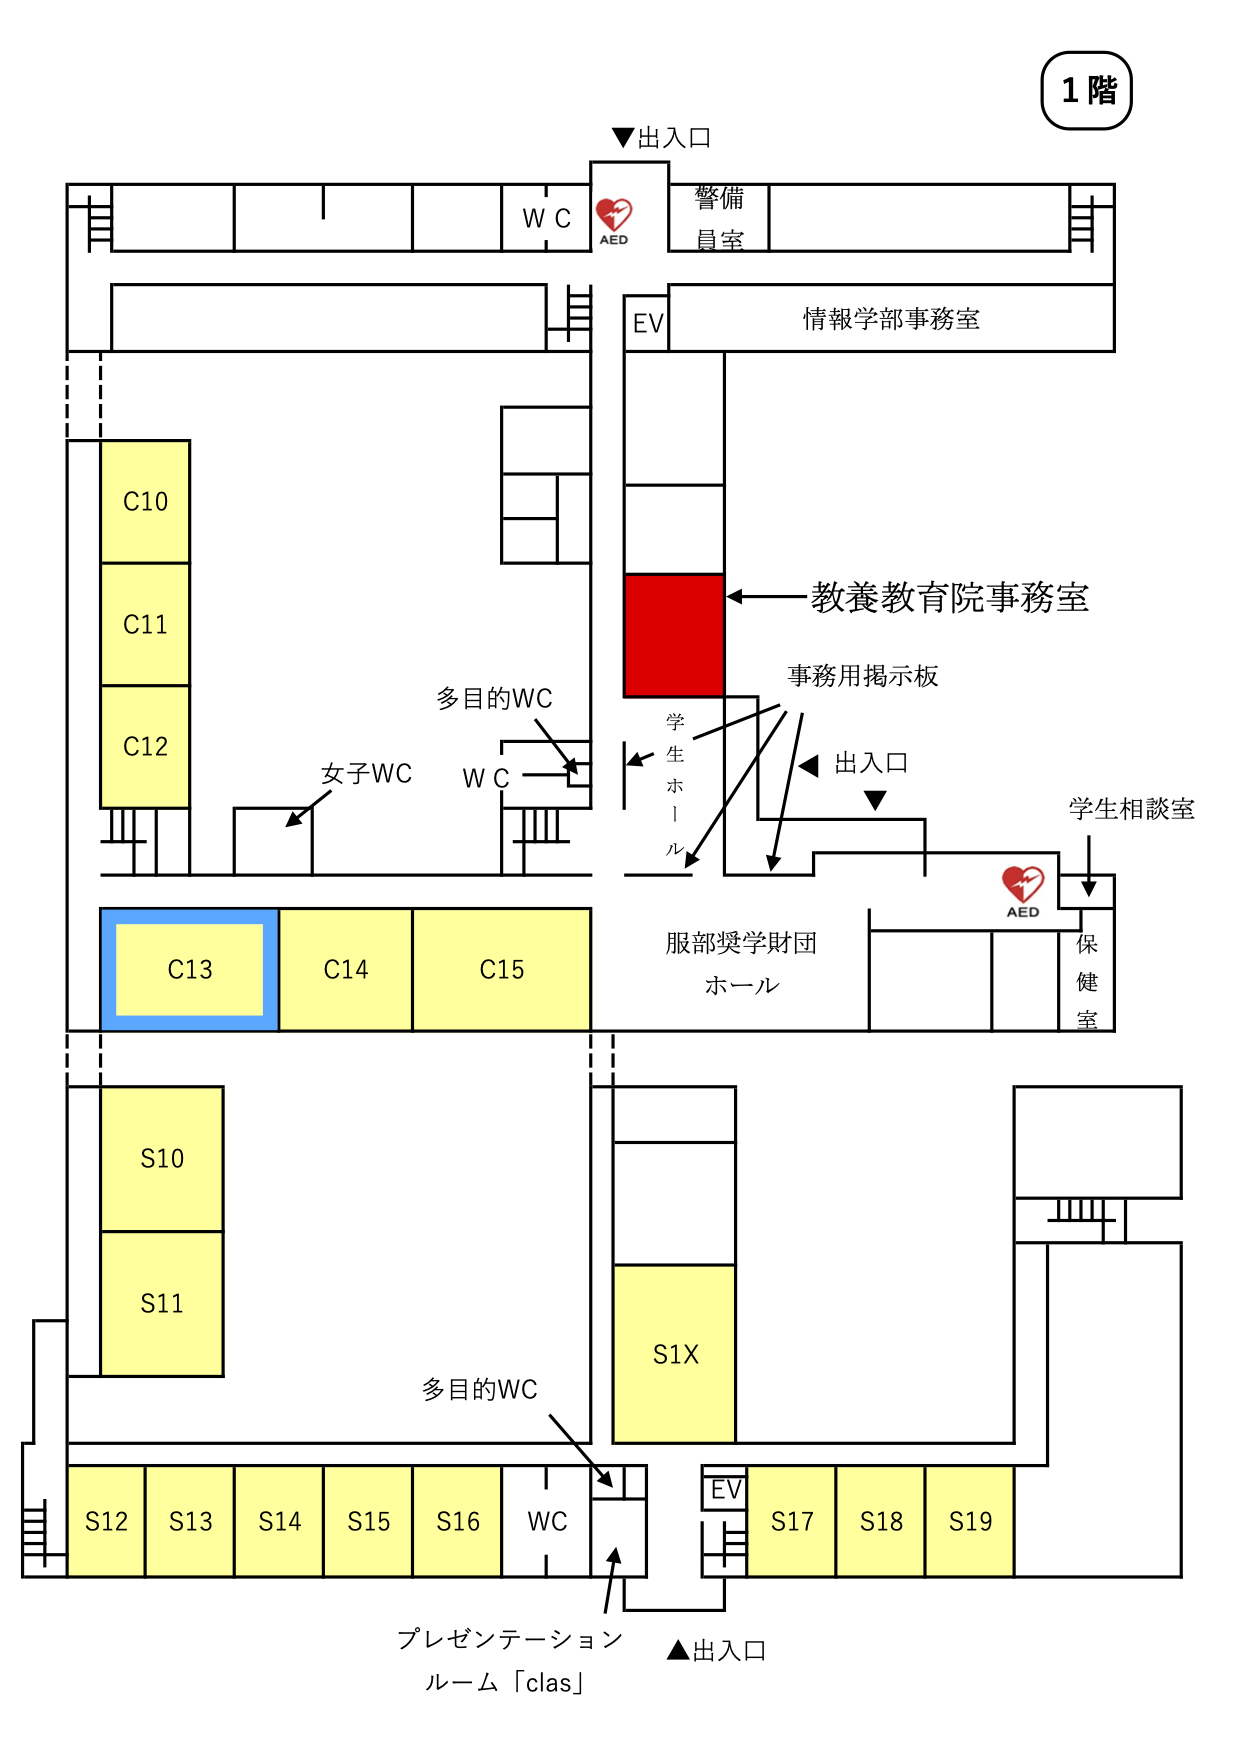 1階
▼出入口
警備
員室
WC
AED
EV
情報学部事務室
C10
教養教育院事務室
C11
事務用掲示板
多目的WC
学生ホール
C12
女子WC
WC
◀ 出入口
▼
学生相談室
AED
C13
C14
C15
服部奨学財団
ホール
保健室
S10
S11
S1X
多目的WC
EV
S12
S13
S14
S15
S16
WC
S17
S18
S19
プレゼンテーション
ルーム「clas」
▲出入口